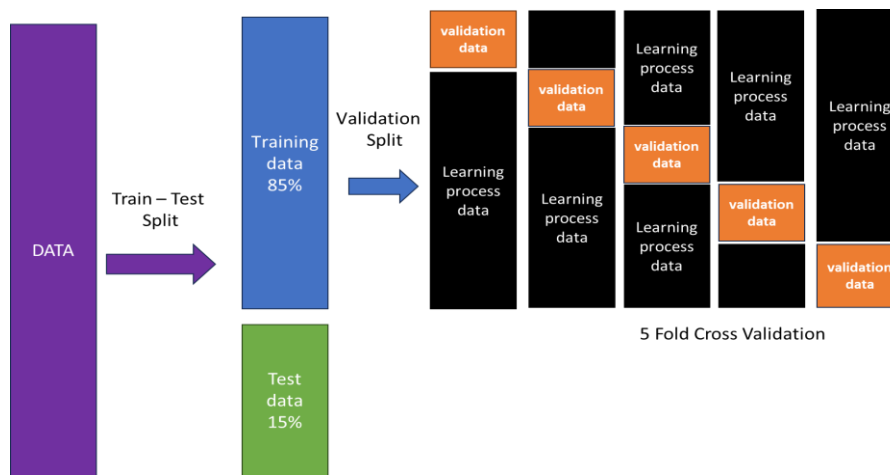 DATA
Train – Test
Split
Training
data
85%
Test
data
15%
Validation
Split
validation
data
Learning
process
data
validation
data
Learning
process
data
Learning
process
data
validation
data
Learning
process
data
Learning
process
data
validation
data
Learning
process
data
validation
data
5 Fold Cross Validation